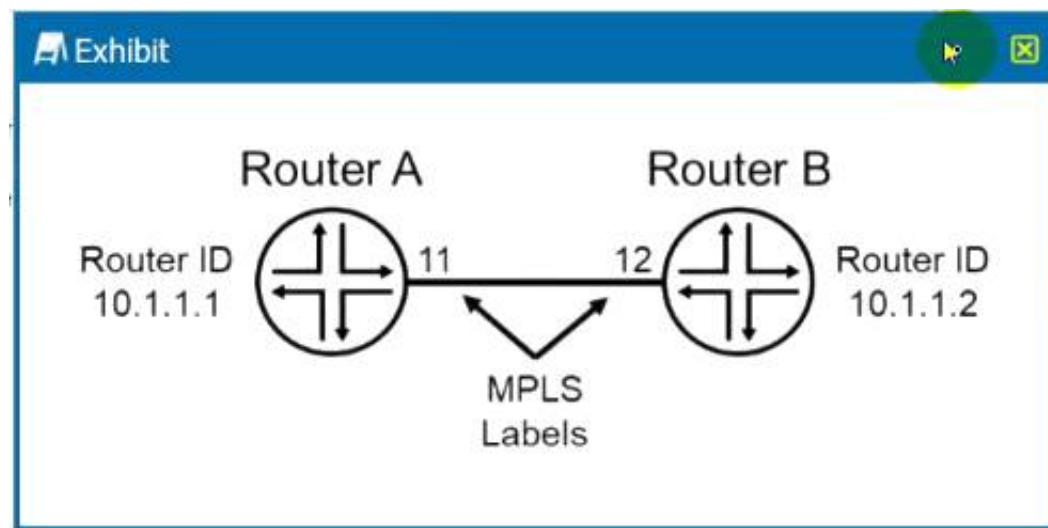 Exhibit
Router A
Router B
Router ID
10.1.1.1
11
12
Router ID
10.1.1.2
MPLS
Labels